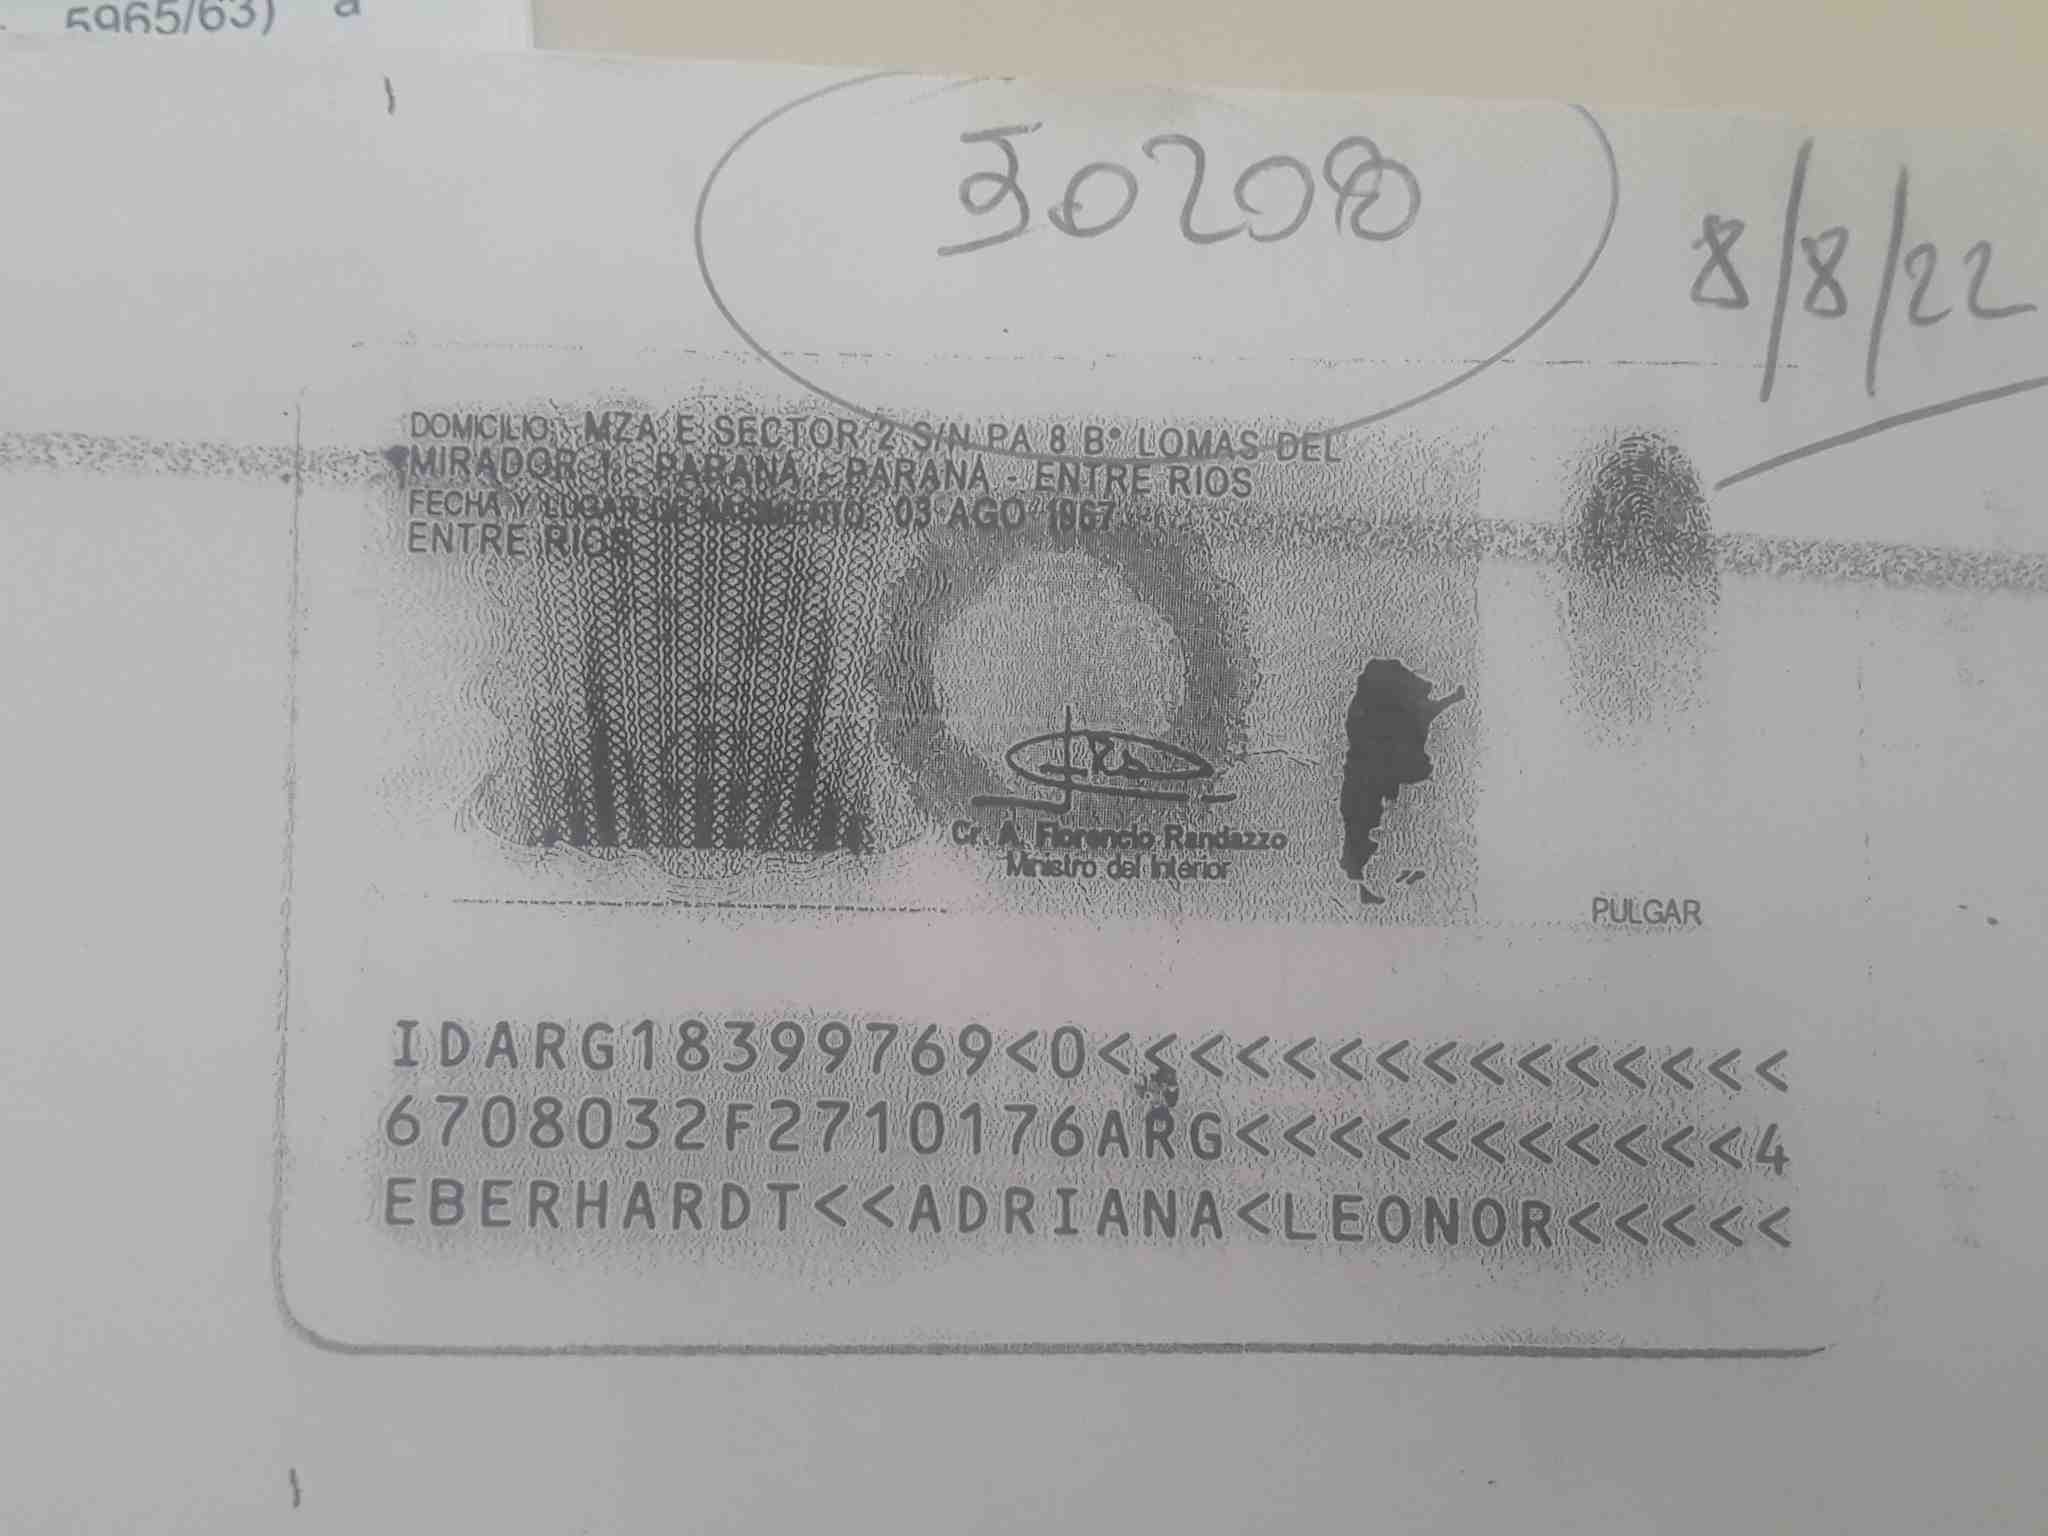 5965/63) a
50208
8/8/22
DOMICILIO: MZA E SECTOR 2 S/N PA 8 B° LOMAS DEL
MIRADOR 1 - PARANA - PARANA - ENTRE RIOS
FECHA Y LUGAR DE NACIMIENTO: 03 AGO 1967
ENTRE RIOS
Cr. A. Florencio Randazzo
Ministro del Interior
PULGAR
IDARG18399769<0<<<<<<<<<<<<<<<
6708032F2710176ARG<<<<<<<<<<<4
EBERHARDT<<ADRIANA<LEONOR<<<<<